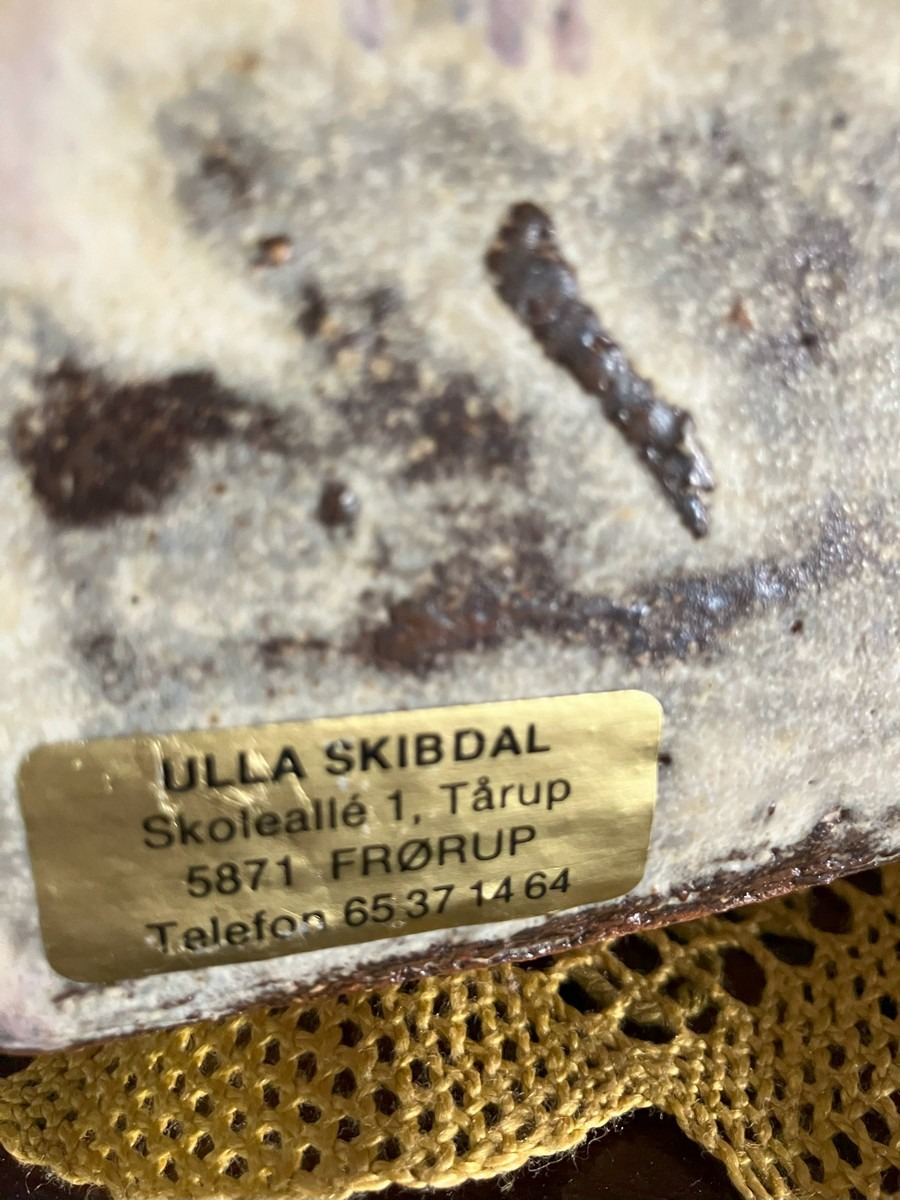 ULLA SKIBDAL
Skoleallé 1, Tårup
5871 FRØRUP
Telefon 65 37 14 64